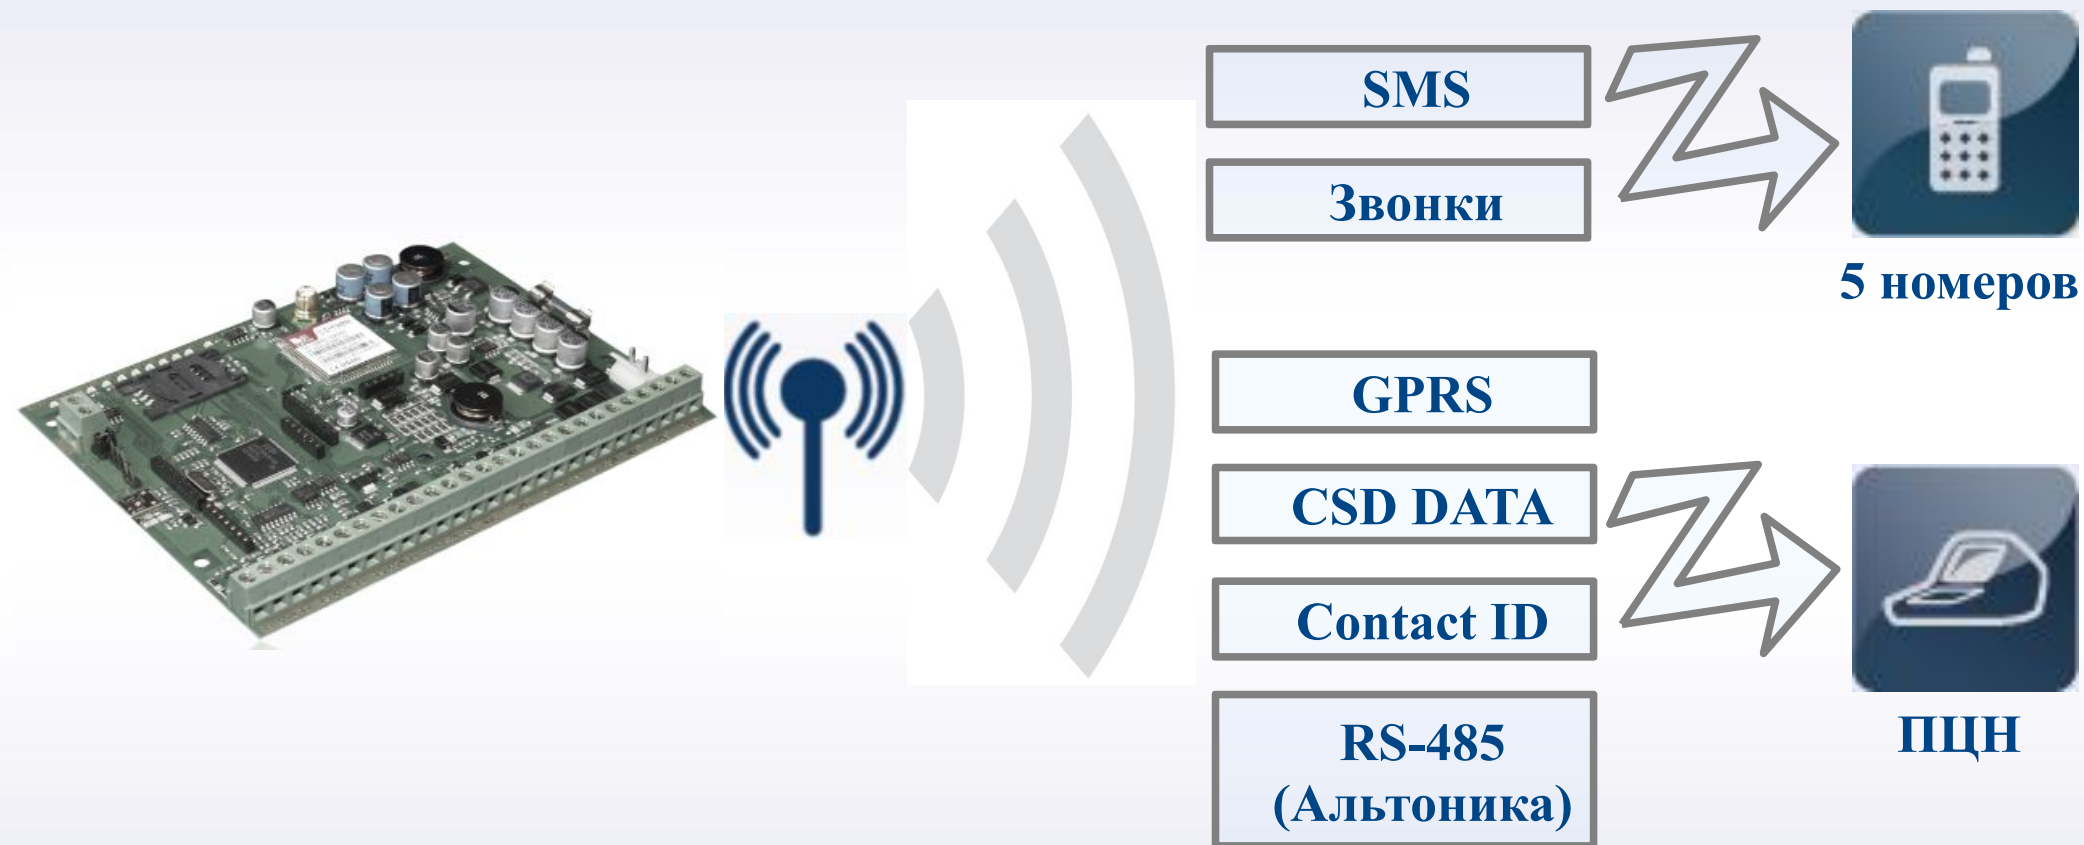 SMS
Звонки
5 номеров
GPRS
CSD DATA
Contact ID
RS-485
(Альтоника)
ПЦН